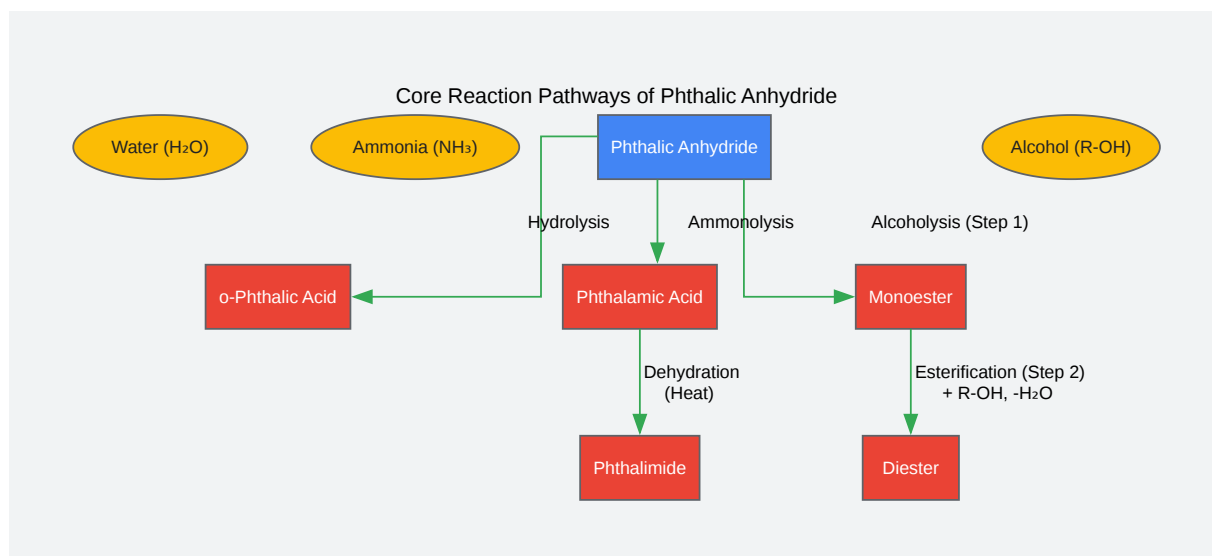 Core Reaction Pathways of Phthalic Anhydride
Water (H₂O)
Ammonia (NH₃)
Phthalic Anhydride
Alcohol (R-OH)
Hydrolysis
Ammonolysis
Alcoholysis (Step 1)
o-Phthalic Acid
Phthalamic Acid
Monoester
Dehydration
(Heat)
Esterification (Step 2)
+ R-OH, -H₂O
Phthalimide
Diester